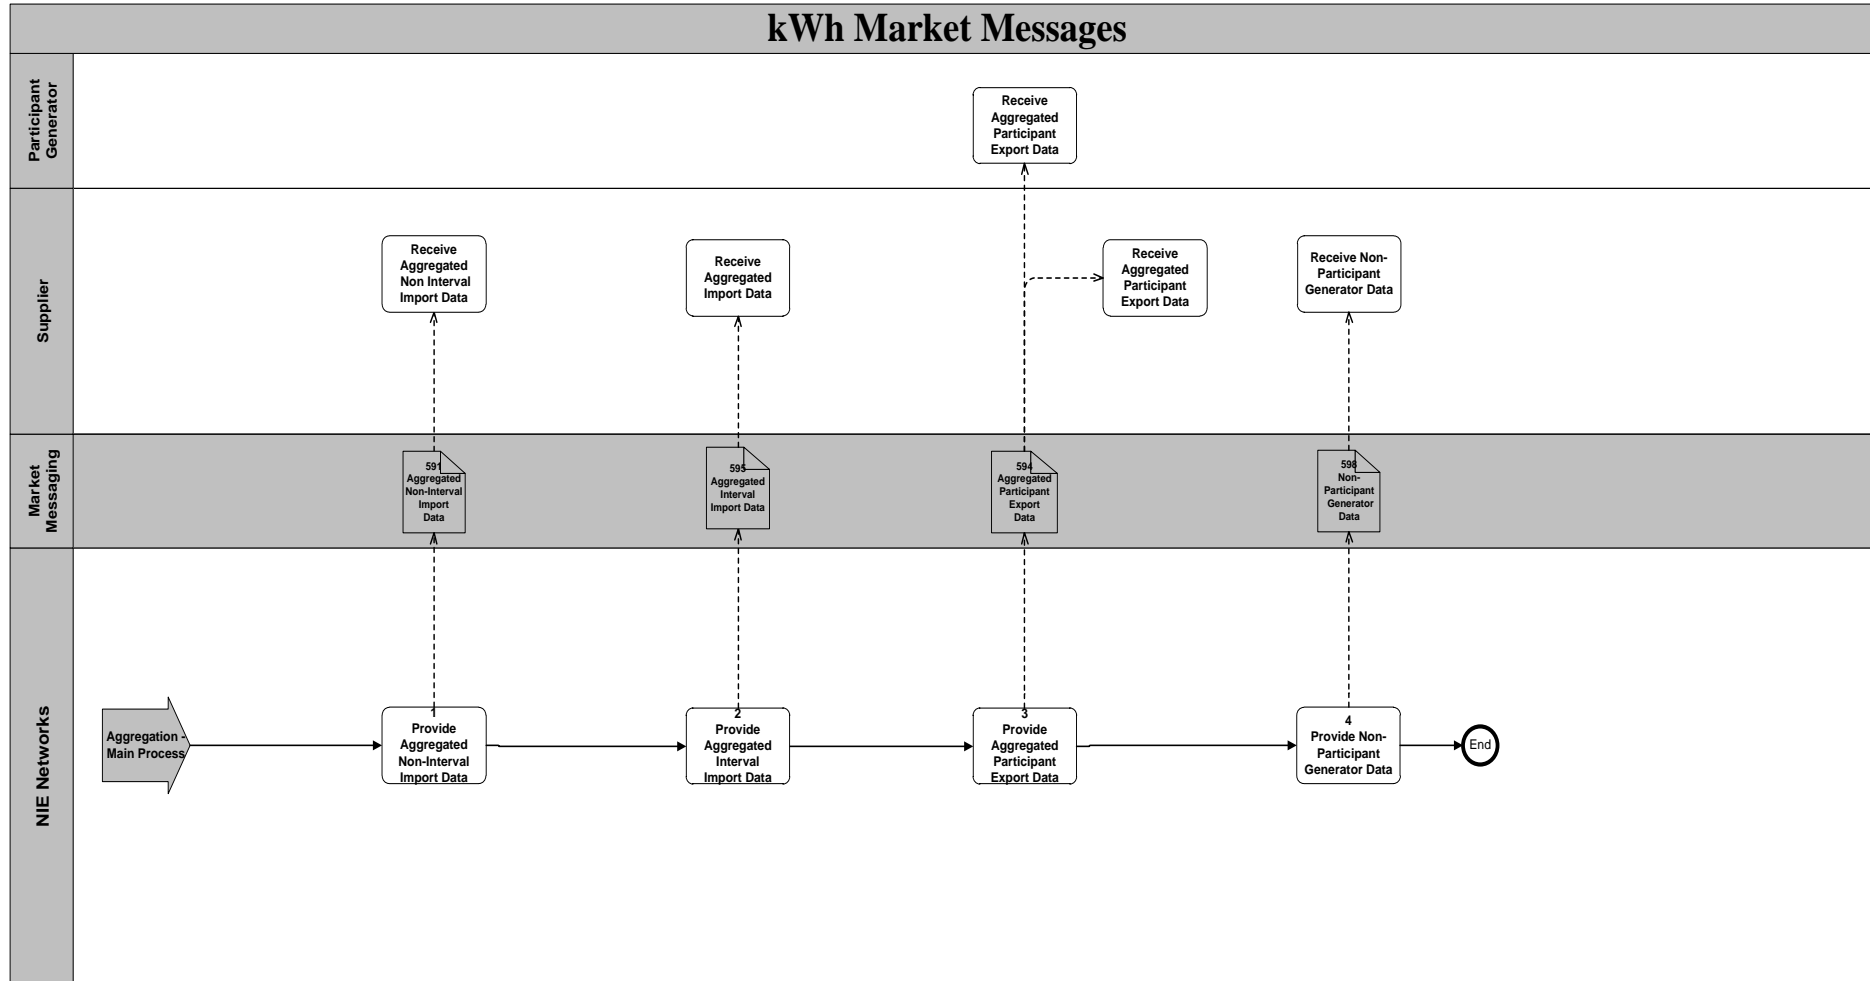 kWh Market Messages
Participant
Generator
Receive
Aggregated
Participant
Export Data
Supplier
Receive
Aggregated
Non Interval
Import Data
Receive
Aggregated
Import Data
Receive
Aggregated
Participant
Export Data
Receive Non-
Participant
Generator Data
Market
Messaging
591
Aggregated
Non-Interval
Import
Data
595
Aggregated
Interval
Import Data
594
Aggregated
Participant
Export
Data
598
Non-
Participant
Generator
Data
NIE Networks
Aggregation -
Main Process
1
Provide
Aggregated
Non-Interval
Import Data
2
Provide
Aggregated
Interval
Import Data
3
Provide
Aggregated
Participant
Export Data
4
Provide Non-
Participant
Generator Data
End